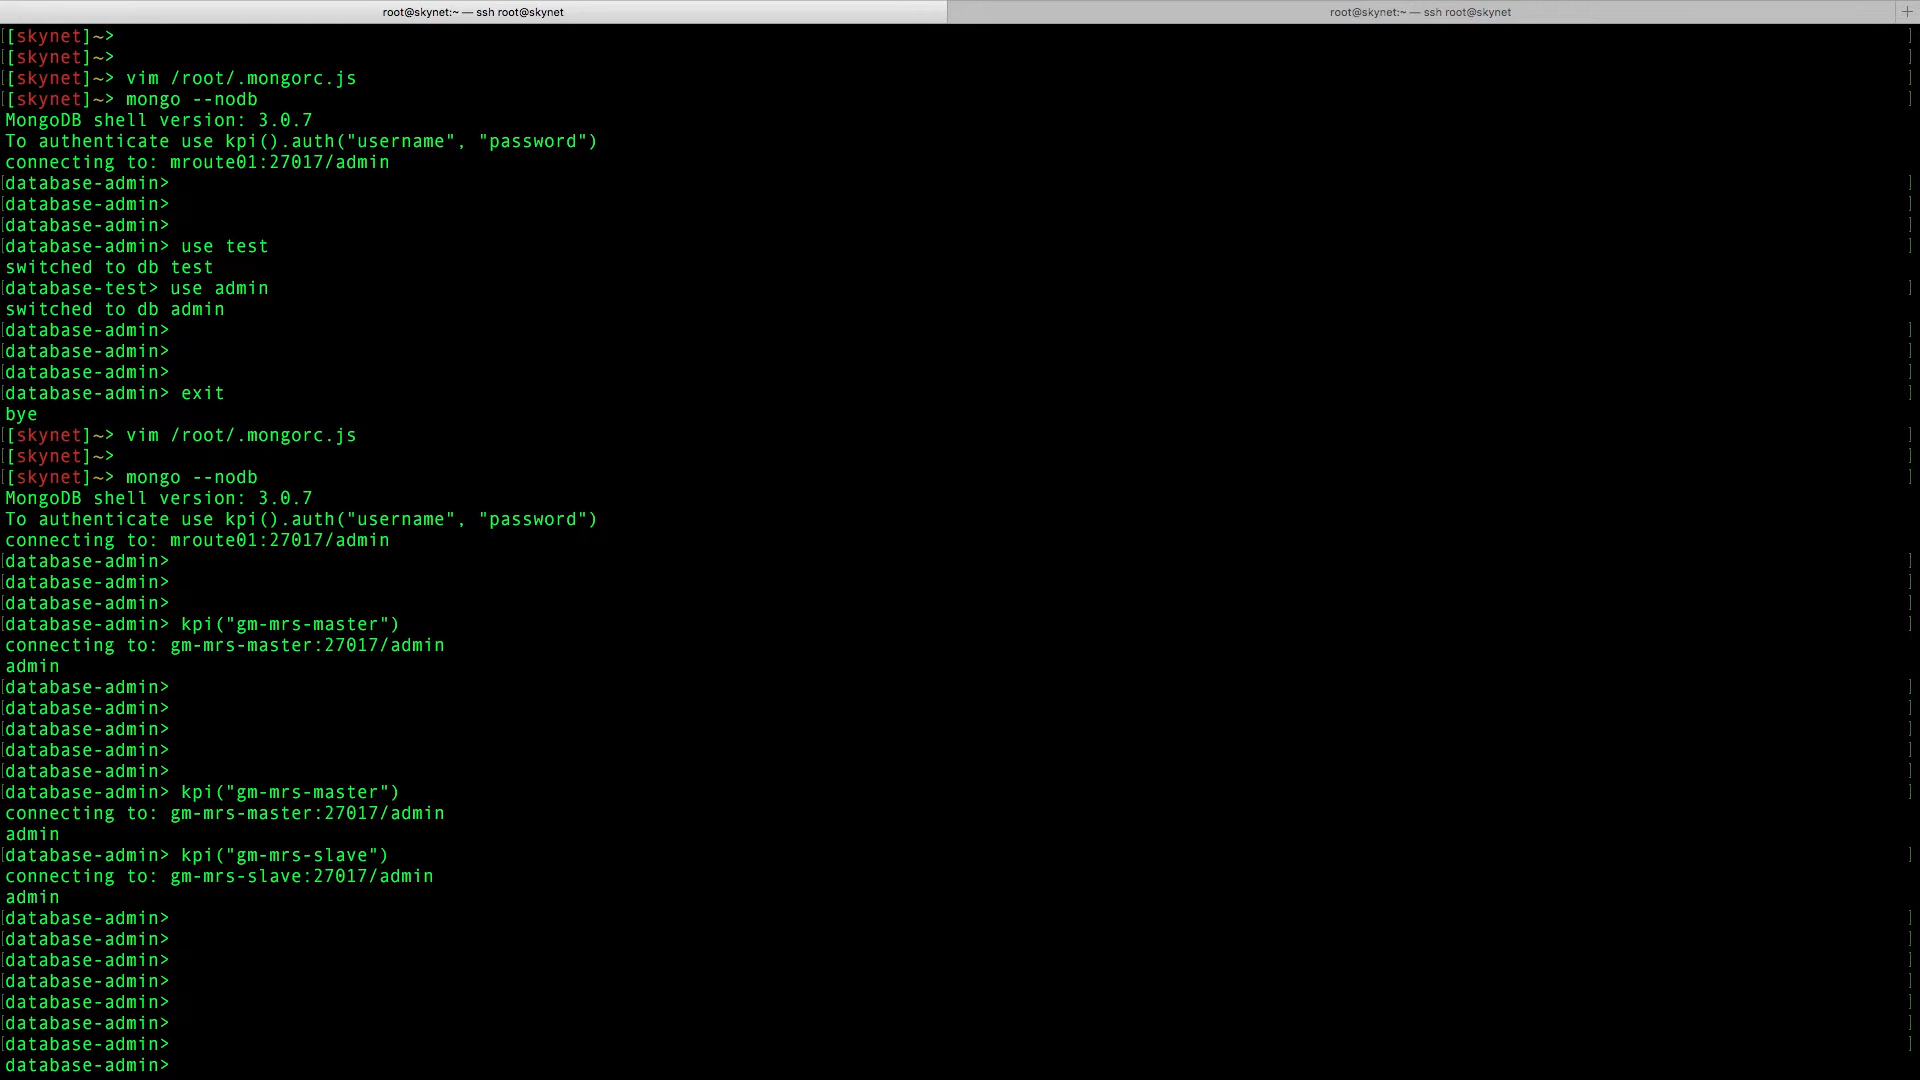 root@skynet:~ — ssh root@skynet
root@skynet:~ — ssh root@skynet
+
[[skynet]~> ]
[[skynet]~> ]
[[skynet]~> vim /root/.mongorc.js ]
[[skynet]~> mongo --nodb ]
MongoDB shell version: 3.0.7
To authenticate use kpi().auth("username", "password")
connecting to: mroute01:27017/admin
[database-admin> ]
[database-admin> ]
[database-admin> ]
[database-admin> use test ]
switched to db test
[database-test> use admin ]
switched to db admin
[database-admin> ]
[database-admin> ]
[database-admin> ]
[database-admin> exit ]
bye
[[skynet]~> vim /root/.mongorc.js ]
[[skynet]~> ]
[[skynet]~> mongo --nodb ]
MongoDB shell version: 3.0.7
To authenticate use kpi().auth("username", "password")
connecting to: mroute01:27017/admin
[database-admin> ]
[database-admin> ]
[database-admin> ]
[database-admin> kpi("gm-mrs-master") ]
connecting to: gm-mrs-master:27017/admin
admin
[database-admin> ]
[database-admin> ]
[database-admin> ]
[database-admin> ]
[database-admin> ]
[database-admin> kpi("gm-mrs-master") ]
connecting to: gm-mrs-master:27017/admin
admin
[database-admin> kpi("gm-mrs-slave") ]
connecting to: gm-mrs-slave:27017/admin
admin
[database-admin> ]
[database-admin> ]
[database-admin> ]
[database-admin> ]
[database-admin> ]
[database-admin> ]
[database-admin> ]
database-admin>